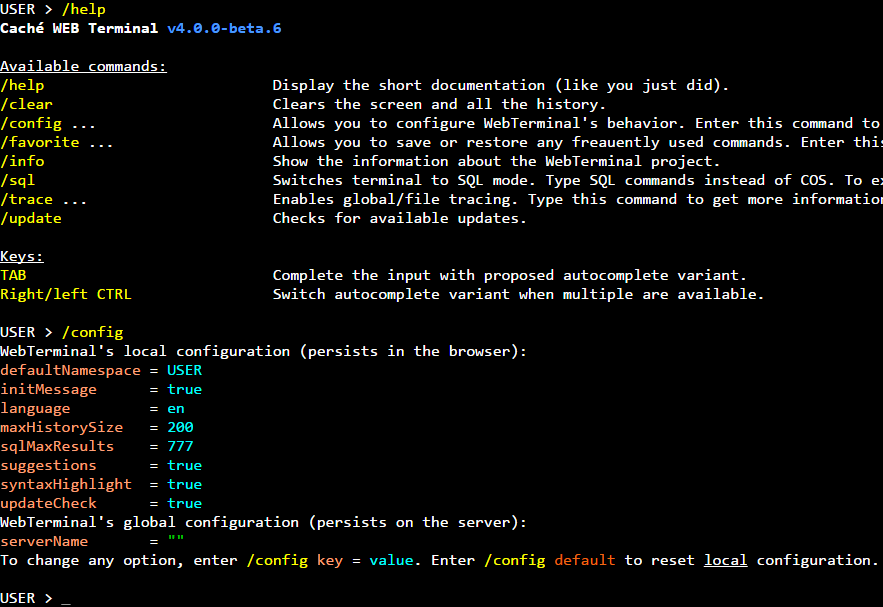 USER > /help
Caché WEB Terminal v4.0.0-beta.6
Available commands:
/help Display the short documentation (like you just did).
/clear Clears the screen and all the history.
/config ... Allows you to configure WebTerminal's behavior. Enter this command to
/favorite ... Allows you to save or restore any freauently used commands. Enter this
/info Show the information about the WebTerminal project.
/sql Switches terminal to SQL mode. Type SQL commands instead of COS. To ex
/trace ... Enables global/file tracing. Type this command to get more information
/update Checks for available updates.
Keys:
TAB Complete the input with proposed autocomplete variant.
Right/left CTRL Switch autocomplete variant when multiple are available.
USER > /config
WebTerminal's local configuration (persists in the browser):
defaultNamespace = USER
initMessage = true
language = en
maxHistorySize = 200
sqlMaxResults = 777
suggestions = true
syntaxHighlight = true
updateCheck = true
WebTerminal's global configuration (persists on the server):
serverName = ""
To change any option, enter /config key = value. Enter /config default to reset local configuration.
USER > _